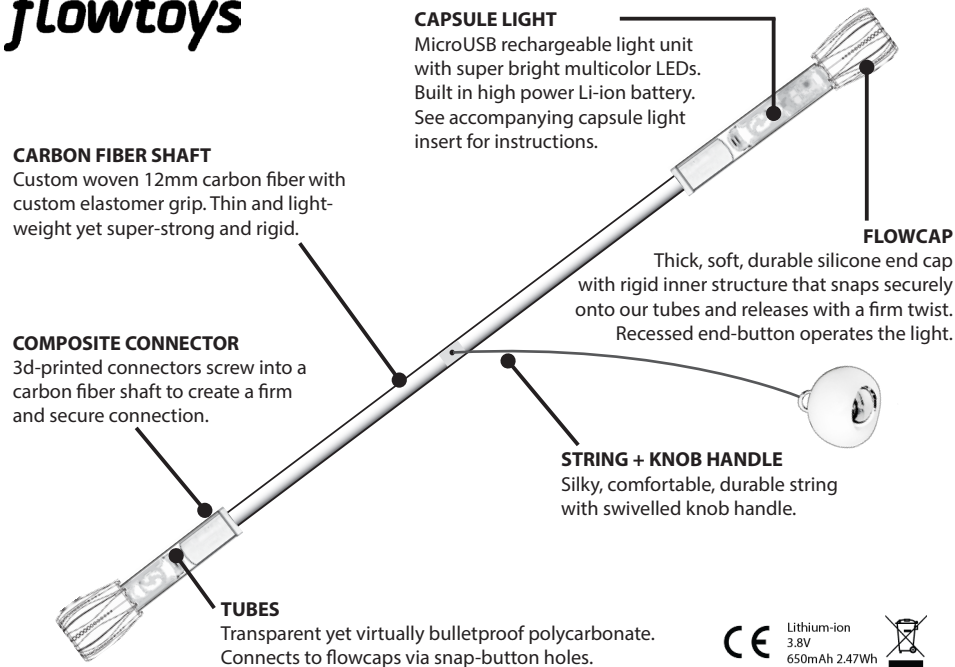 flowtoys
CAPSULE LIGHT
MicroUSB rechargeable light unit
with super bright multicolor LEDs.
Built in high power Li-ion battery.
See accompanying capsule light
insert for instructions.
CARBON FIBER SHAFT
Custom woven 12mm carbon fiber with
custom elastomer grip. Thin and light-
weight yet super-strong and rigid.
FLOWCAP
Thick, soft, durable silicone end cap
with rigid inner structure that snaps securely
onto our tubes and releases with a firm twist.
Recessed end-button operates the light.
COMPOSITE CONNECTOR
3d-printed connectors screw into a
carbon fiber shaft to create a firm
and secure connection.
STRING + KNOB HANDLE
Silky, comfortable, durable string
with swivelled knob handle.
TUBES
Transparent yet virtually bulletproof polycarbonate.
Connects to flowcaps via snap-button holes.
CE
Lithium-ion
3.8V
650mAh 2.47Wh